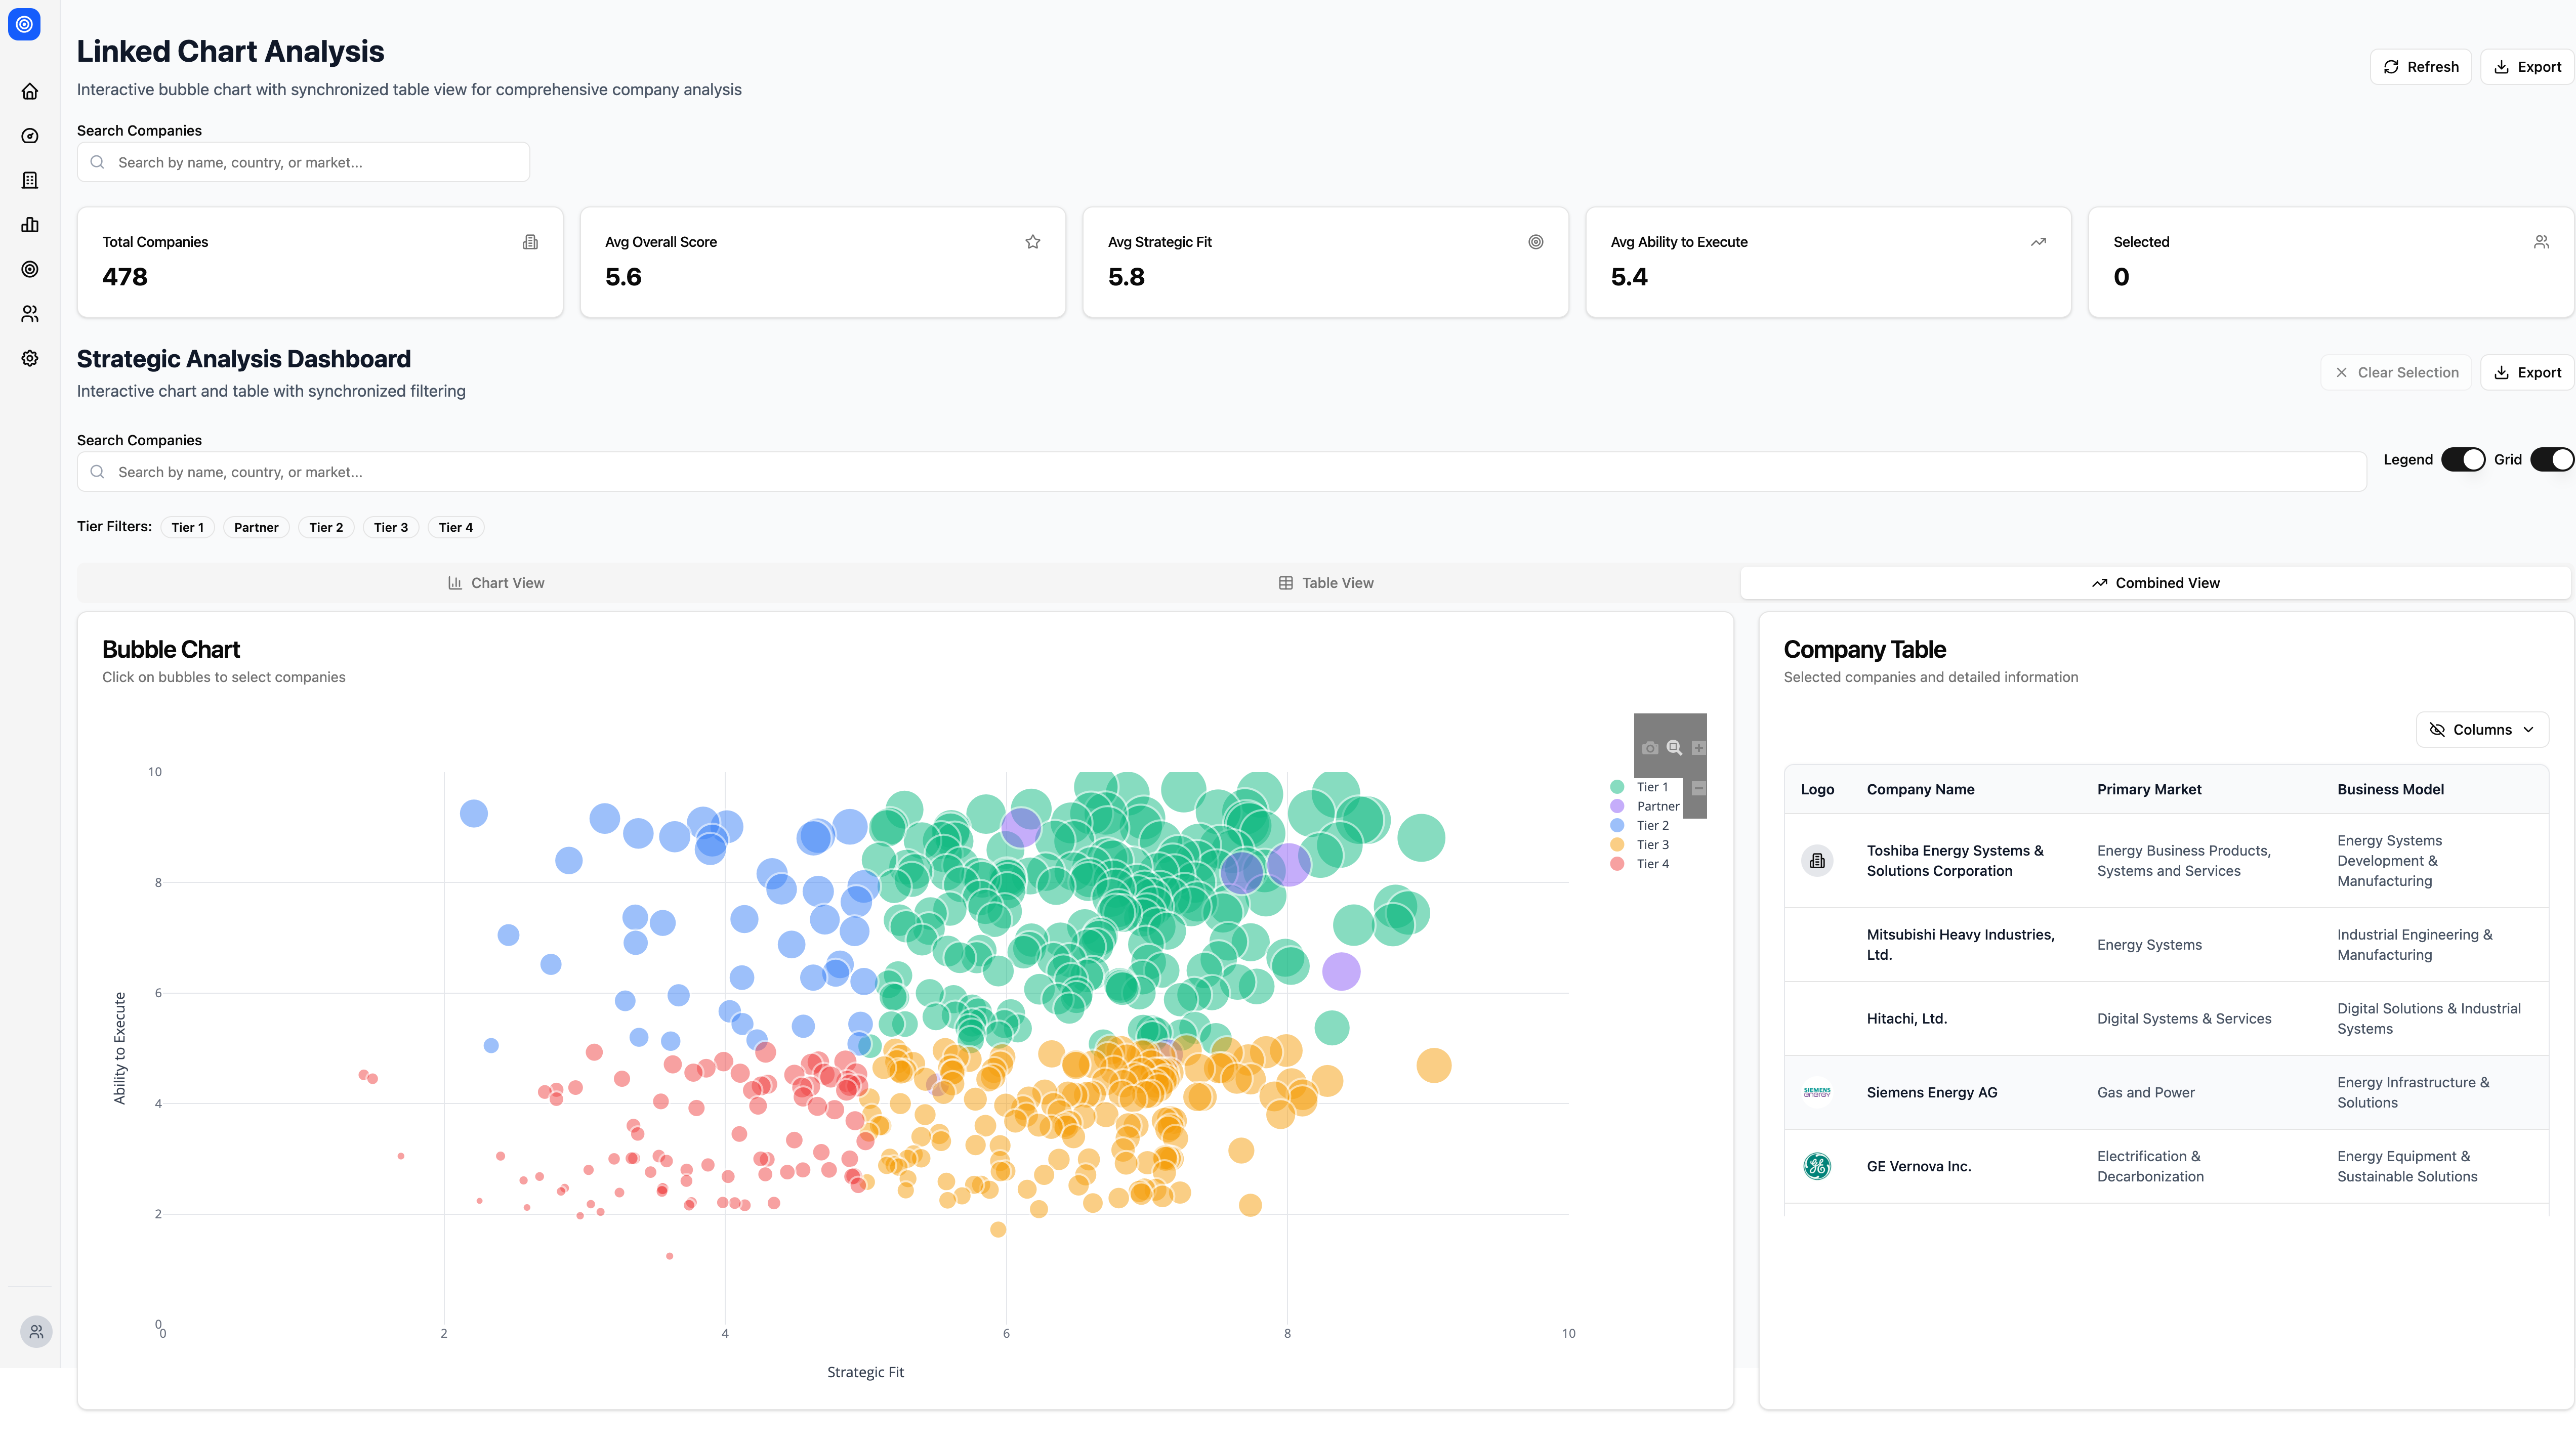 Linked Chart Analysis
Interactive bubble chart with synchronized table view for comprehensive company analysis
Refresh
Export
Search Companies
Search by name, country, or market...
Total Companies
478
Avg Overall Score
5.6
Avg Strategic Fit
5.8
Avg Ability to Execute
5.4
Selected
0
Strategic Analysis Dashboard
Interactive chart and table with synchronized filtering
Clear Selection
Export
Search Companies
Search by name, country, or market...
Legend
Grid
Tier Filters:
Tier 1
Partner
Tier 2
Tier 3
Tier 4
Chart View
Table View
Combined View
Bubble Chart
Click on bubbles to select companies
10
8
6
4
2
0
0
2
4
6
8
10
Ability to Execute
Strategic Fit
Tier 1
Partner
Tier 2
Tier 3
Tier 4
Company Table
Selected companies and detailed information
Columns
Logo
Company Name
Primary Market
Business Model
Toshiba Energy Systems &
Solutions Corporation
Energy Business Products,
Systems and Services
Energy Systems
Development &
Manufacturing
Mitsubishi Heavy Industries,
Ltd.
Energy Systems
Industrial Engineering &
Manufacturing
Hitachi, Ltd.
Digital Systems & Services
Digital Solutions & Industrial
Systems
SIEMENS
energy
Siemens Energy AG
Gas and Power
Energy Infrastructure &
Solutions
GE
GE Vernova Inc.
Electrification &
Decarbonization
Energy Equipment &
Sustainable Solutions